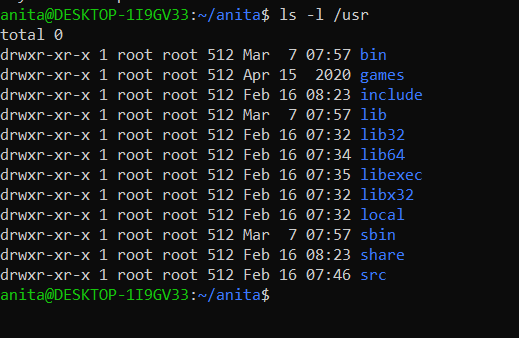 anita@DESKTOP-1I9GV33:~/anita$ ls -l /usr
total 0
drwxr-xr-x 1 root root 512 Mar  7 07:57 bin
drwxr-xr-x 1 root root 512 Apr 15  2020 games
drwxr-xr-x 1 root root 512 Feb 16 08:23 include
drwxr-xr-x 1 root root 512 Mar  7 07:57 lib
drwxr-xr-x 1 root root 512 Feb 16 07:32 lib32
drwxr-xr-x 1 root root 512 Feb 16 07:34 lib64
drwxr-xr-x 1 root root 512 Feb 16 07:35 libexec
drwxr-xr-x 1 root root 512 Feb 16 07:32 libx32
drwxr-xr-x 1 root root 512 Feb 16 07:32 local
drwxr-xr-x 1 root root 512 Mar  7 07:57 sbin
drwxr-xr-x 1 root root 512 Feb 16 08:23 share
drwxr-xr-x 1 root root 512 Feb 16 07:46 src
anita@DESKTOP-1I9GV33:~/anita$